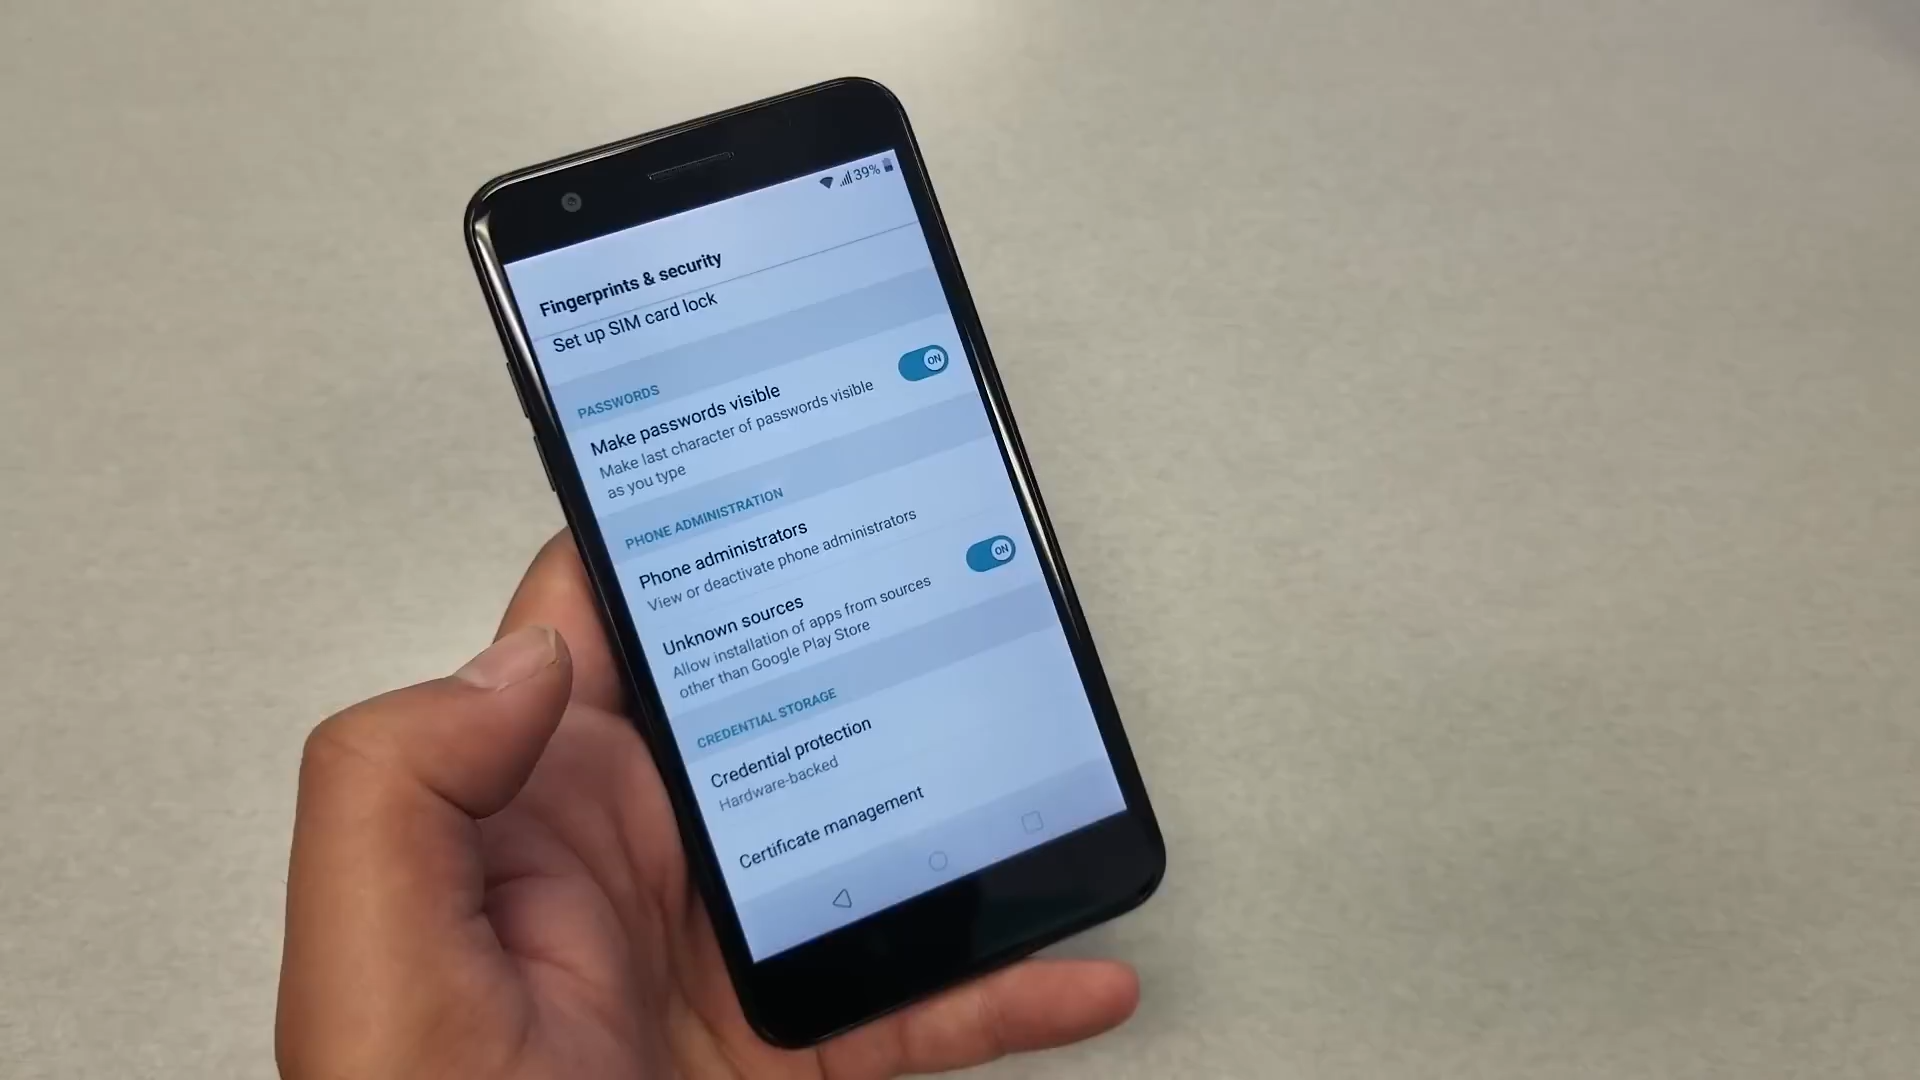 39%
Fingerprints & security
Set up SIM card lock
PASSWORDS
Make passwords visible
Make last character of passwords visible
as you type
ON
PHONE ADMINISTRATION
Phone administrators
View or deactivate phone administrators
Unknown sources
Allow installation of apps from sources
other than Google Play Store
ON
CREDENTIAL STORAGE
Credential protection
Hardware-backed
Certificate management